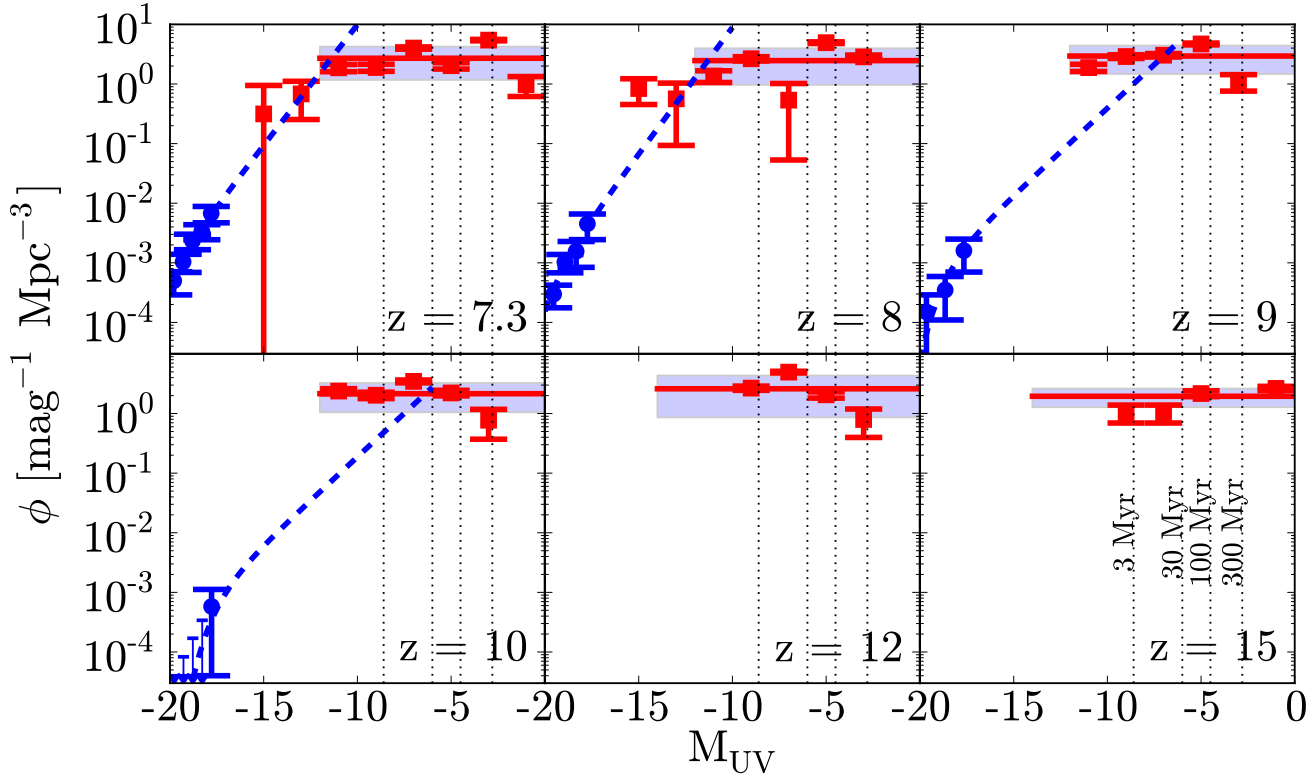 10^1
10^0
10^-1
10^-2
10^-3
10^-4
z = 7.3
z = 8
z = 9
10^0
10^-1
10^-2
10^-3
10^-4
z = 10
z = 12
z = 15
3 Myr
30 Myr
100 Myr
300 Myr
-20 -15 -10 -5 -20 -15 -10 -5 -20 -15 -10 -5 0
M_UV
ϕ [mag^-1 Mpc^-3]